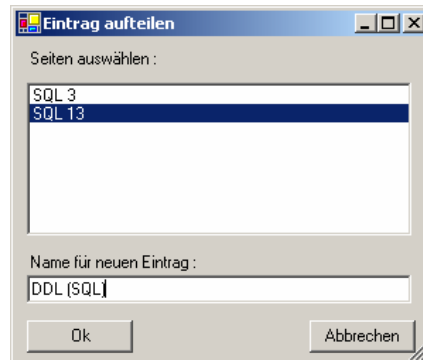 Eintrag aufteilen
Seiten auswählen :
SQL 3
SQL 13
Name für neuen Eintrag :
DDL (SQL)
Ok
Abbrechen